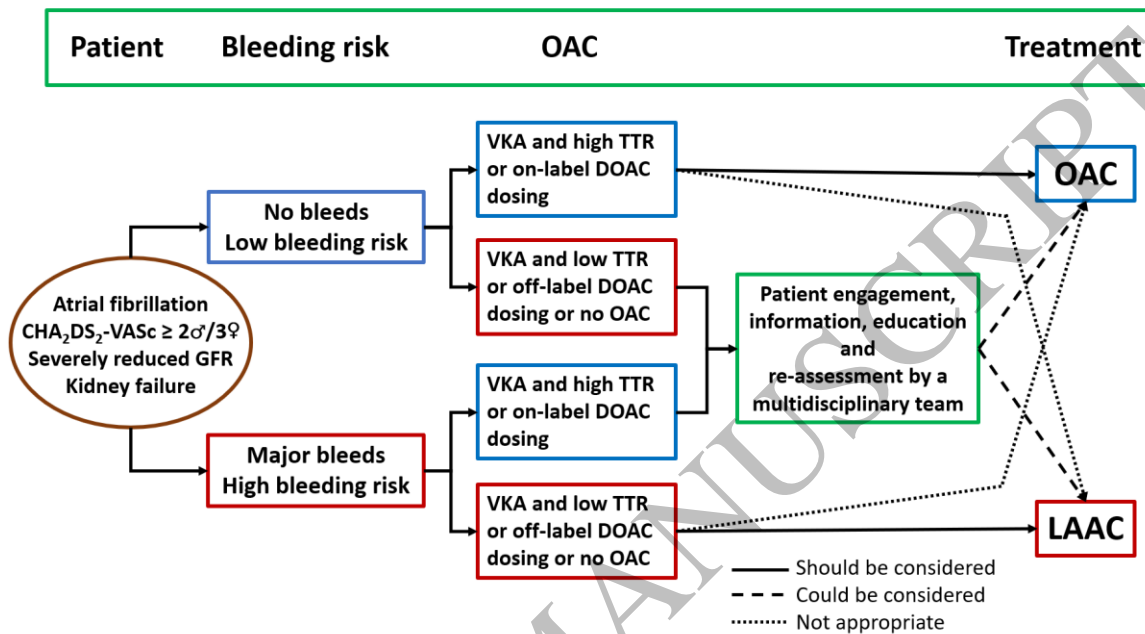 Patient Bleeding risk OAC Treatment
Atrial fibrillation
CHA₂DS₂-VASc ≥ 2♂/3♀
Severely reduced GFR
Kidney failure
No bleeds
Low bleeding risk
Major bleeds
High bleeding risk
VKA and high TTR
or on-label DOAC
dosing
VKA and low TTR
or off-label DOAC
dosing or no OAC
VKA and high TTR
or on-label DOAC
dosing
VKA and low TTR
or off-label DOAC
dosing or no OAC
Patient engagement,
information, education
and
re-assessment by a
multidisciplinary team
OAC
LAAC
Should be considered
Could be considered
Not appropriate
MANUSCRIPT